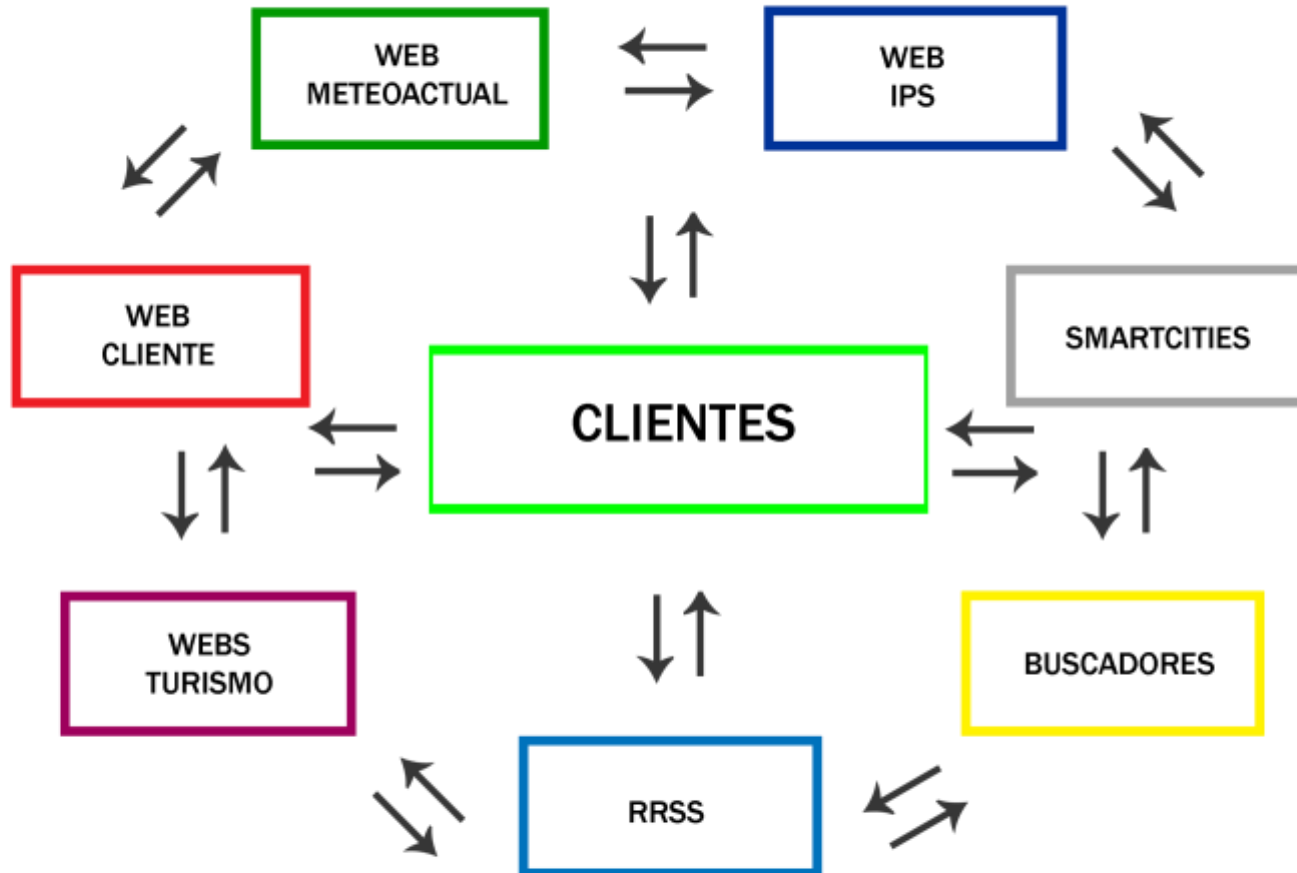 WEB
METEOACTUAL
WEB
IPS
WEB
CLIENTE
CLIENTES
SMARTCITIES
WEBS
TURISMO
BUSCADORES
RRSS